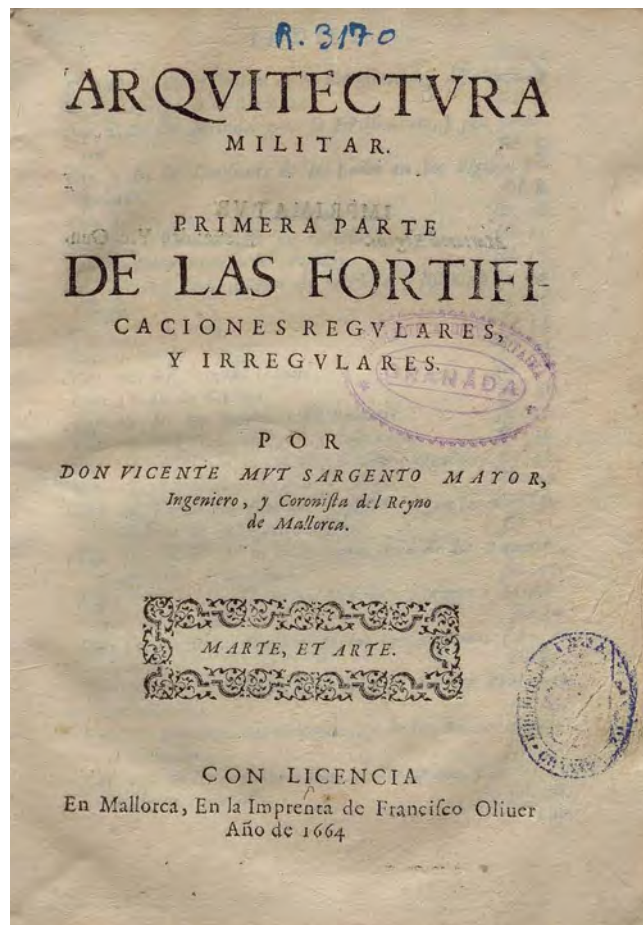 R. 3170
ARQVITECTVRA
MILITAR.
PRIMERA PARTE
DE LAS FORTIFI-
CACIONES REGVLARES,
Y IRREGVLARES.
GRANADA
POR
DON VICENTE MVT SARGENTO MAYOR,
Ingeniero, y Coroniſta del Reyno
de Mallorca.
MARTE, ET ARTE.
CON LICENCIA
En Mallorca, En la Imprenta de Franciſco Oliuer
Año de 1664